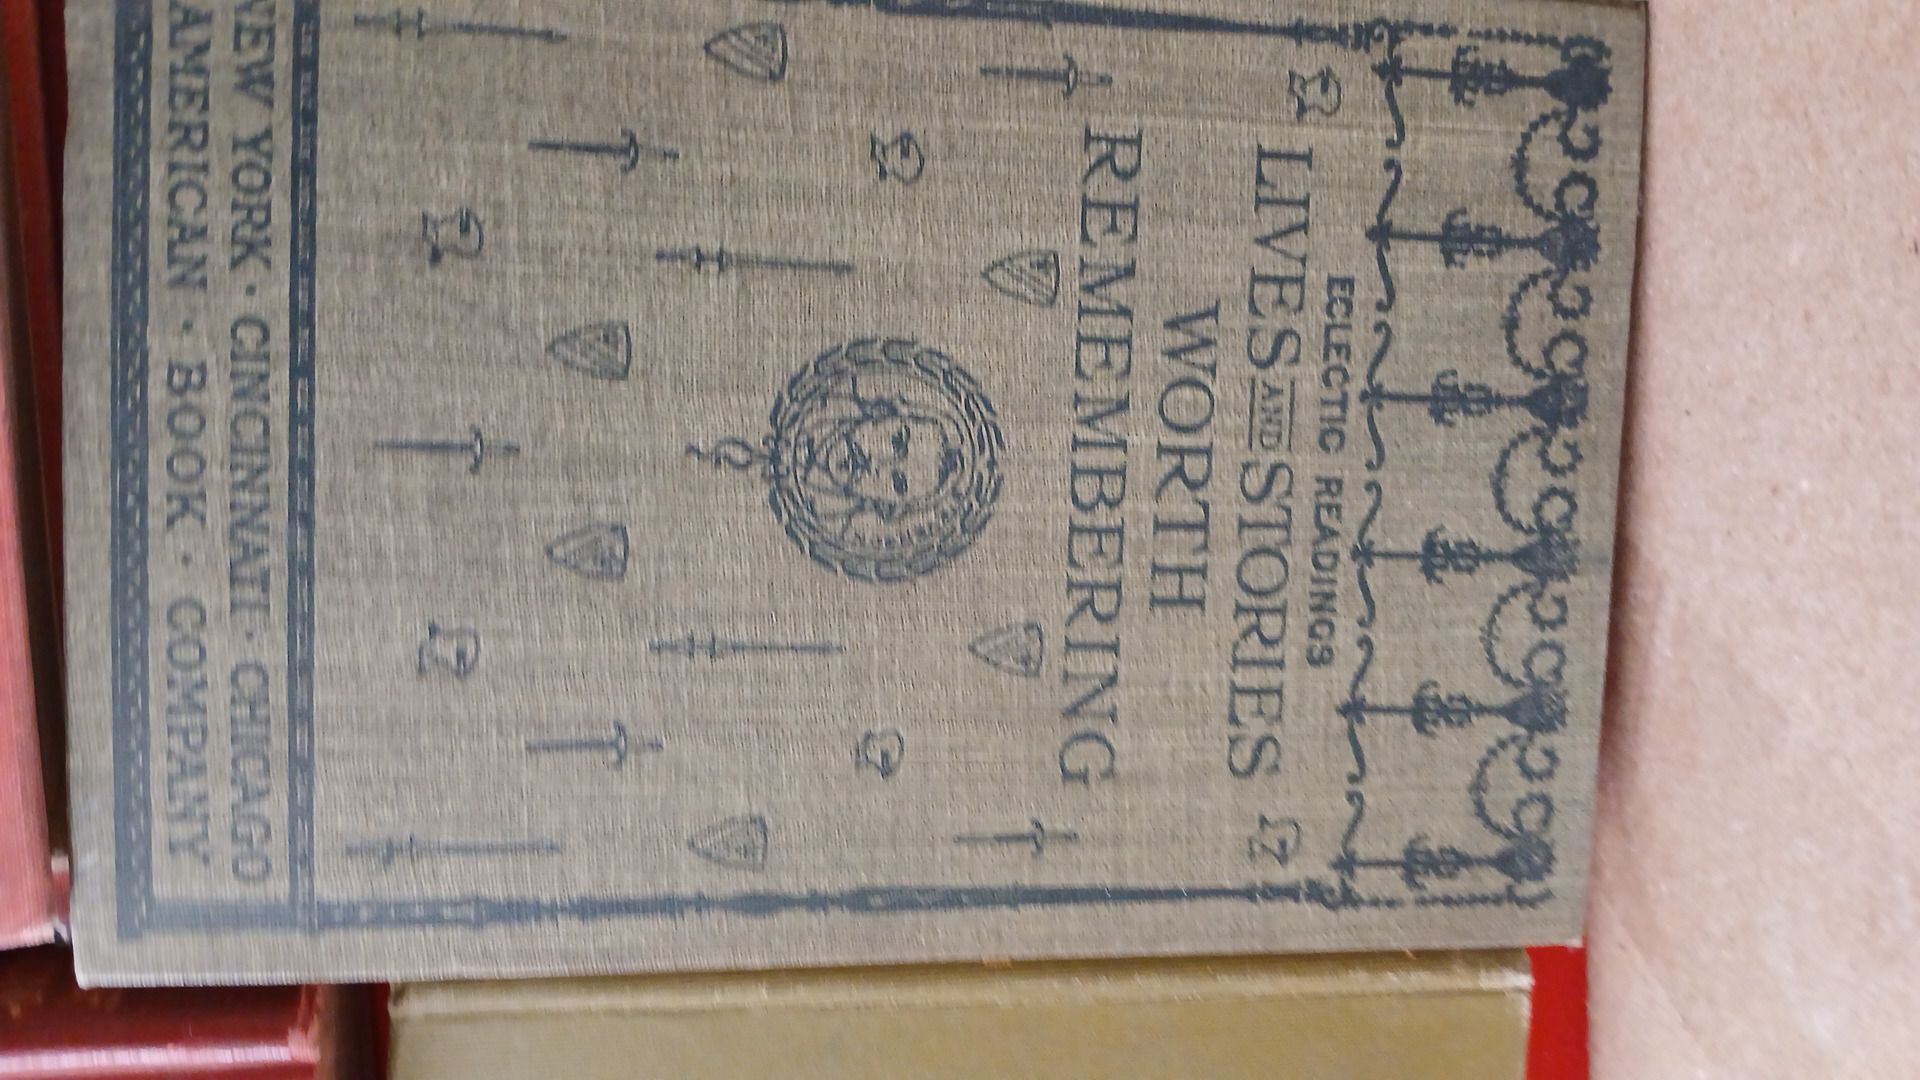 ECLECTIC READINGS
LIVES AND STORIES
WORTH
REMEMBERING
NEW YORK · CINCINNATI · CHICAGO
AMERICAN · BOOK · COMPANY